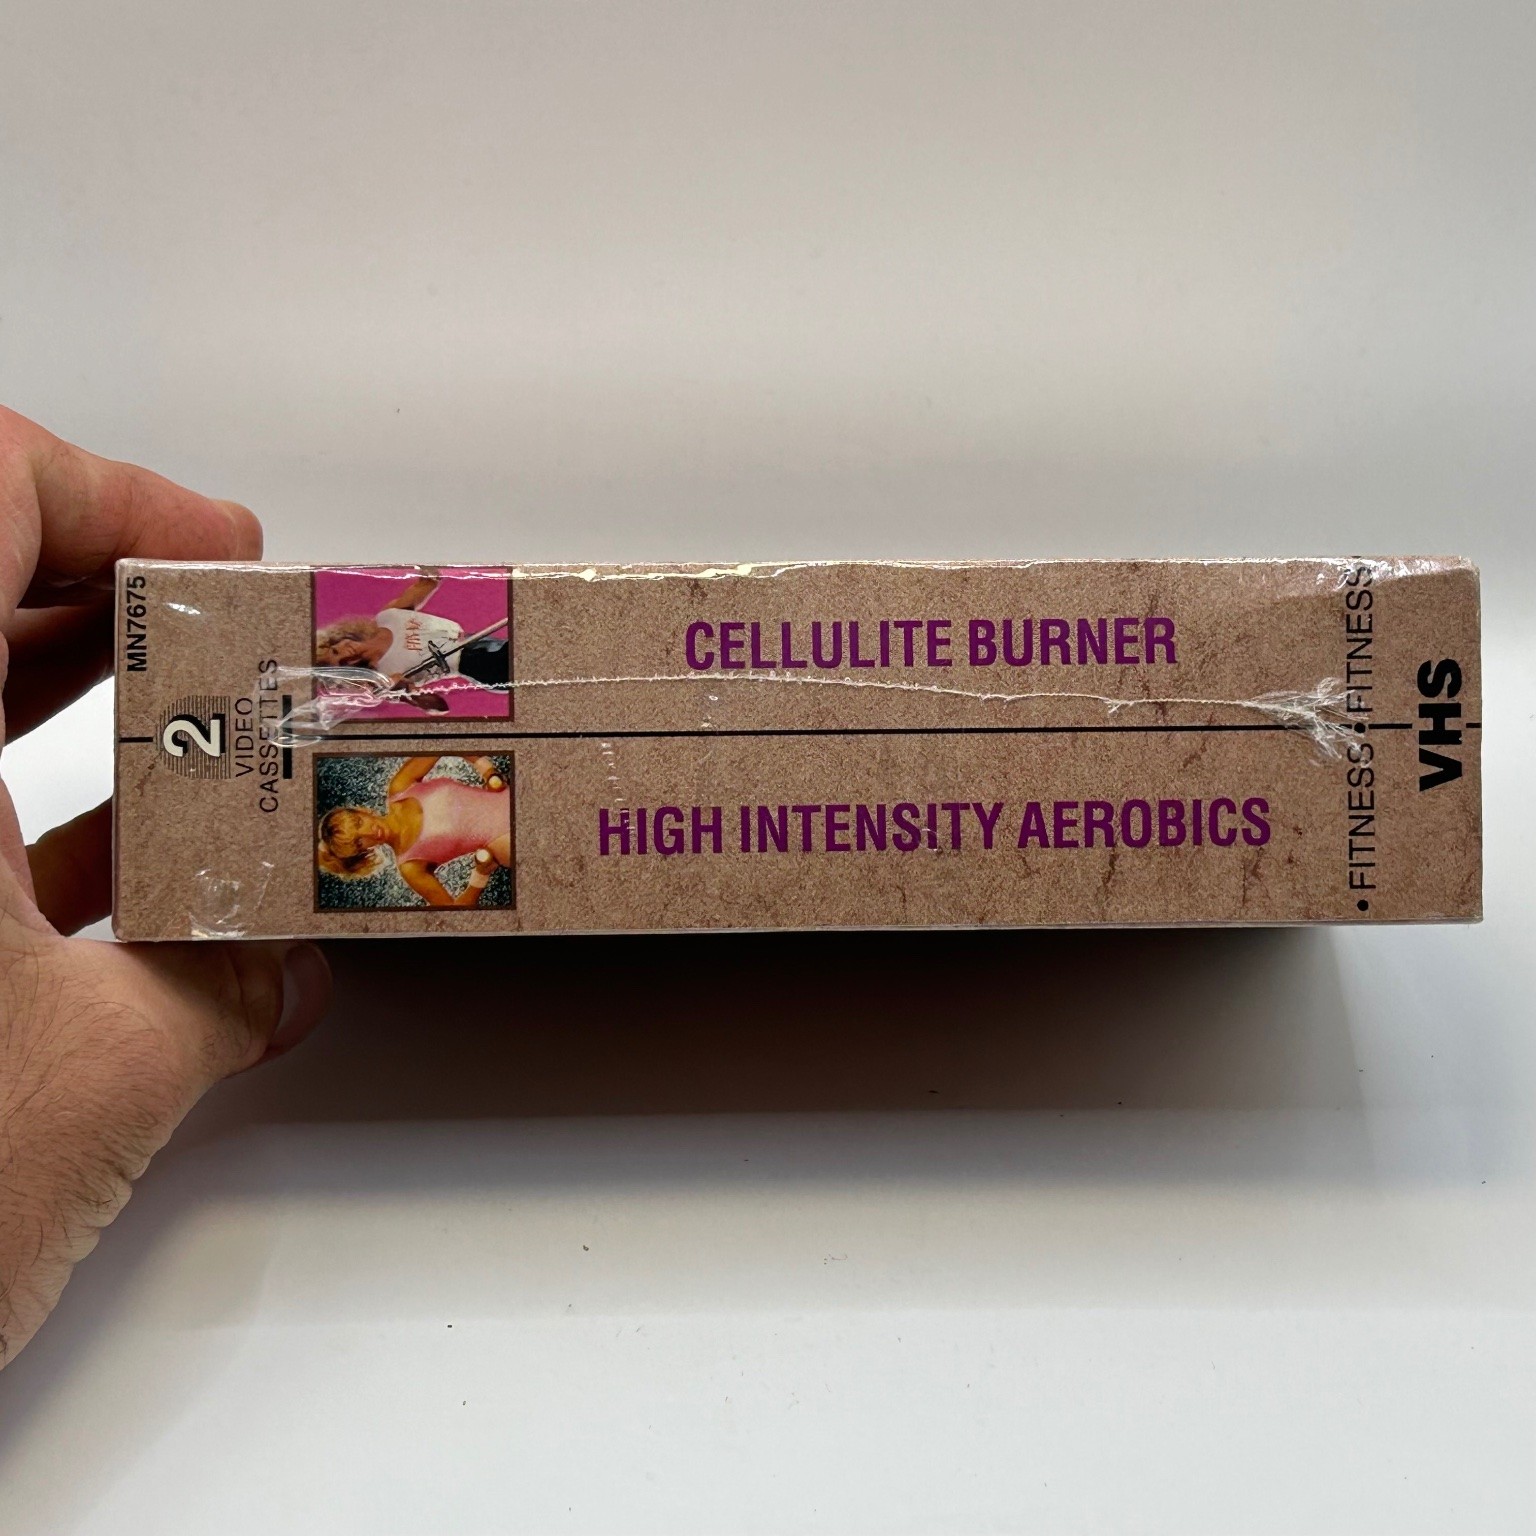 MN7675
2
VIDEO
CASSETTES
CELLULITE BURNER
HIGH INTENSITY AEROBICS
• FITNESS • FITNESS
VHS